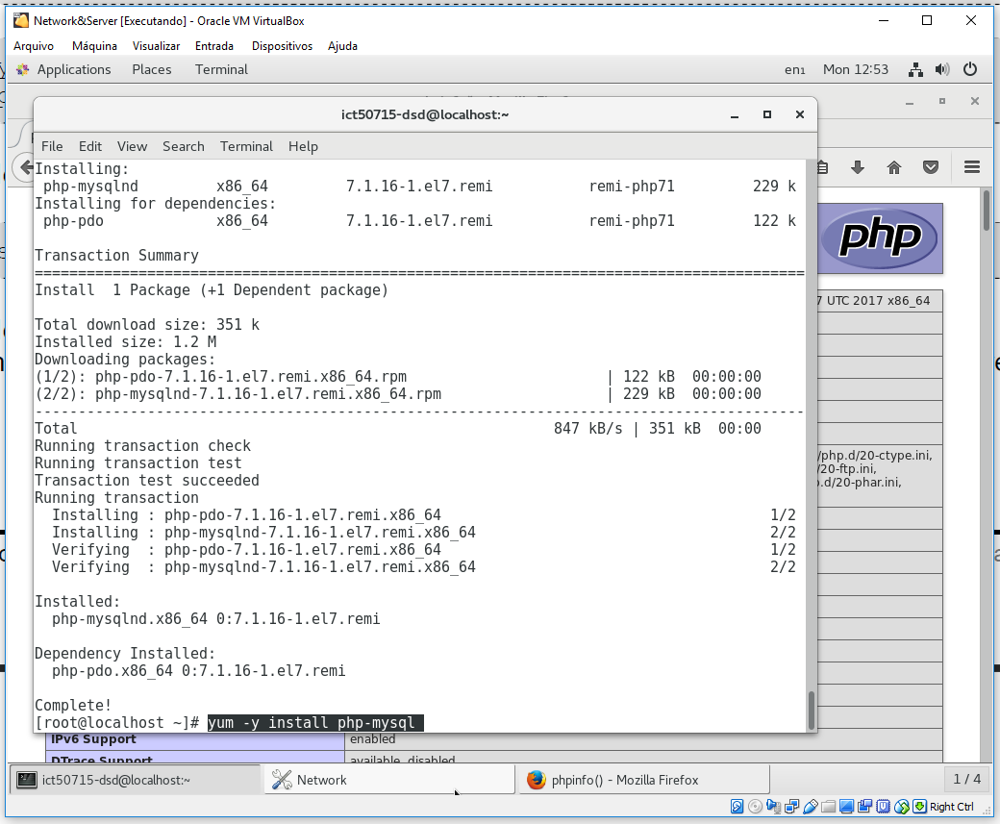 Network&Server [Executando] - Oracle VM VirtualBox
Arquivo Máquina Visualizar Entrada Dispositivos Ajuda
Applications Places Terminal en1 Mon 12:53
ict50715-dsd@localhost:~
File Edit View Search Terminal Help
Installing:
php-mysqlnd x86_64 7.1.16-1.el7.remi remi-php71 229 k
Installing for dependencies:
php-pdo x86_64 7.1.16-1.el7.remi remi-php71 122 k
Transaction Summary
================================================================================
Install 1 Package (+1 Dependent package)
Total download size: 351 k
Installed size: 1.2 M
Downloading packages:
(1/2): php-pdo-7.1.16-1.el7.remi.x86_64.rpm | 122 kB 00:00:00
(2/2): php-mysqlnd-7.1.16-1.el7.remi.x86_64.rpm | 229 kB 00:00:00
--------------------------------------------------------------------------------
Total 847 kB/s | 351 kB 00:00
Running transaction check
Running transaction test
Transaction test succeeded
Running transaction
Installing : php-pdo-7.1.16-1.el7.remi.x86_64 1/2
Installing : php-mysqlnd-7.1.16-1.el7.remi.x86_64 2/2
Verifying : php-pdo-7.1.16-1.el7.remi.x86_64 1/2
Verifying : php-mysqlnd-7.1.16-1.el7.remi.x86_64 2/2
Installed:
php-mysqlnd.x86_64 0:7.1.16-1.el7.remi
Dependency Installed:
php-pdo.x86_64 0:7.1.16-1.el7.remi
Complete!
[root@localhost ~]# yum -y install php-mysql
php
7 UTC 2017 x86_64
/php.d/20-ctype.ini,
/20-ftp.ini,
.d/20-phar.ini,
IPv6 Support enabled
DTrace Support available, disabled
ict50715-dsd@localhost:~ Network phpinfo() - Mozilla Firefox 1 / 4
Right Ctrl